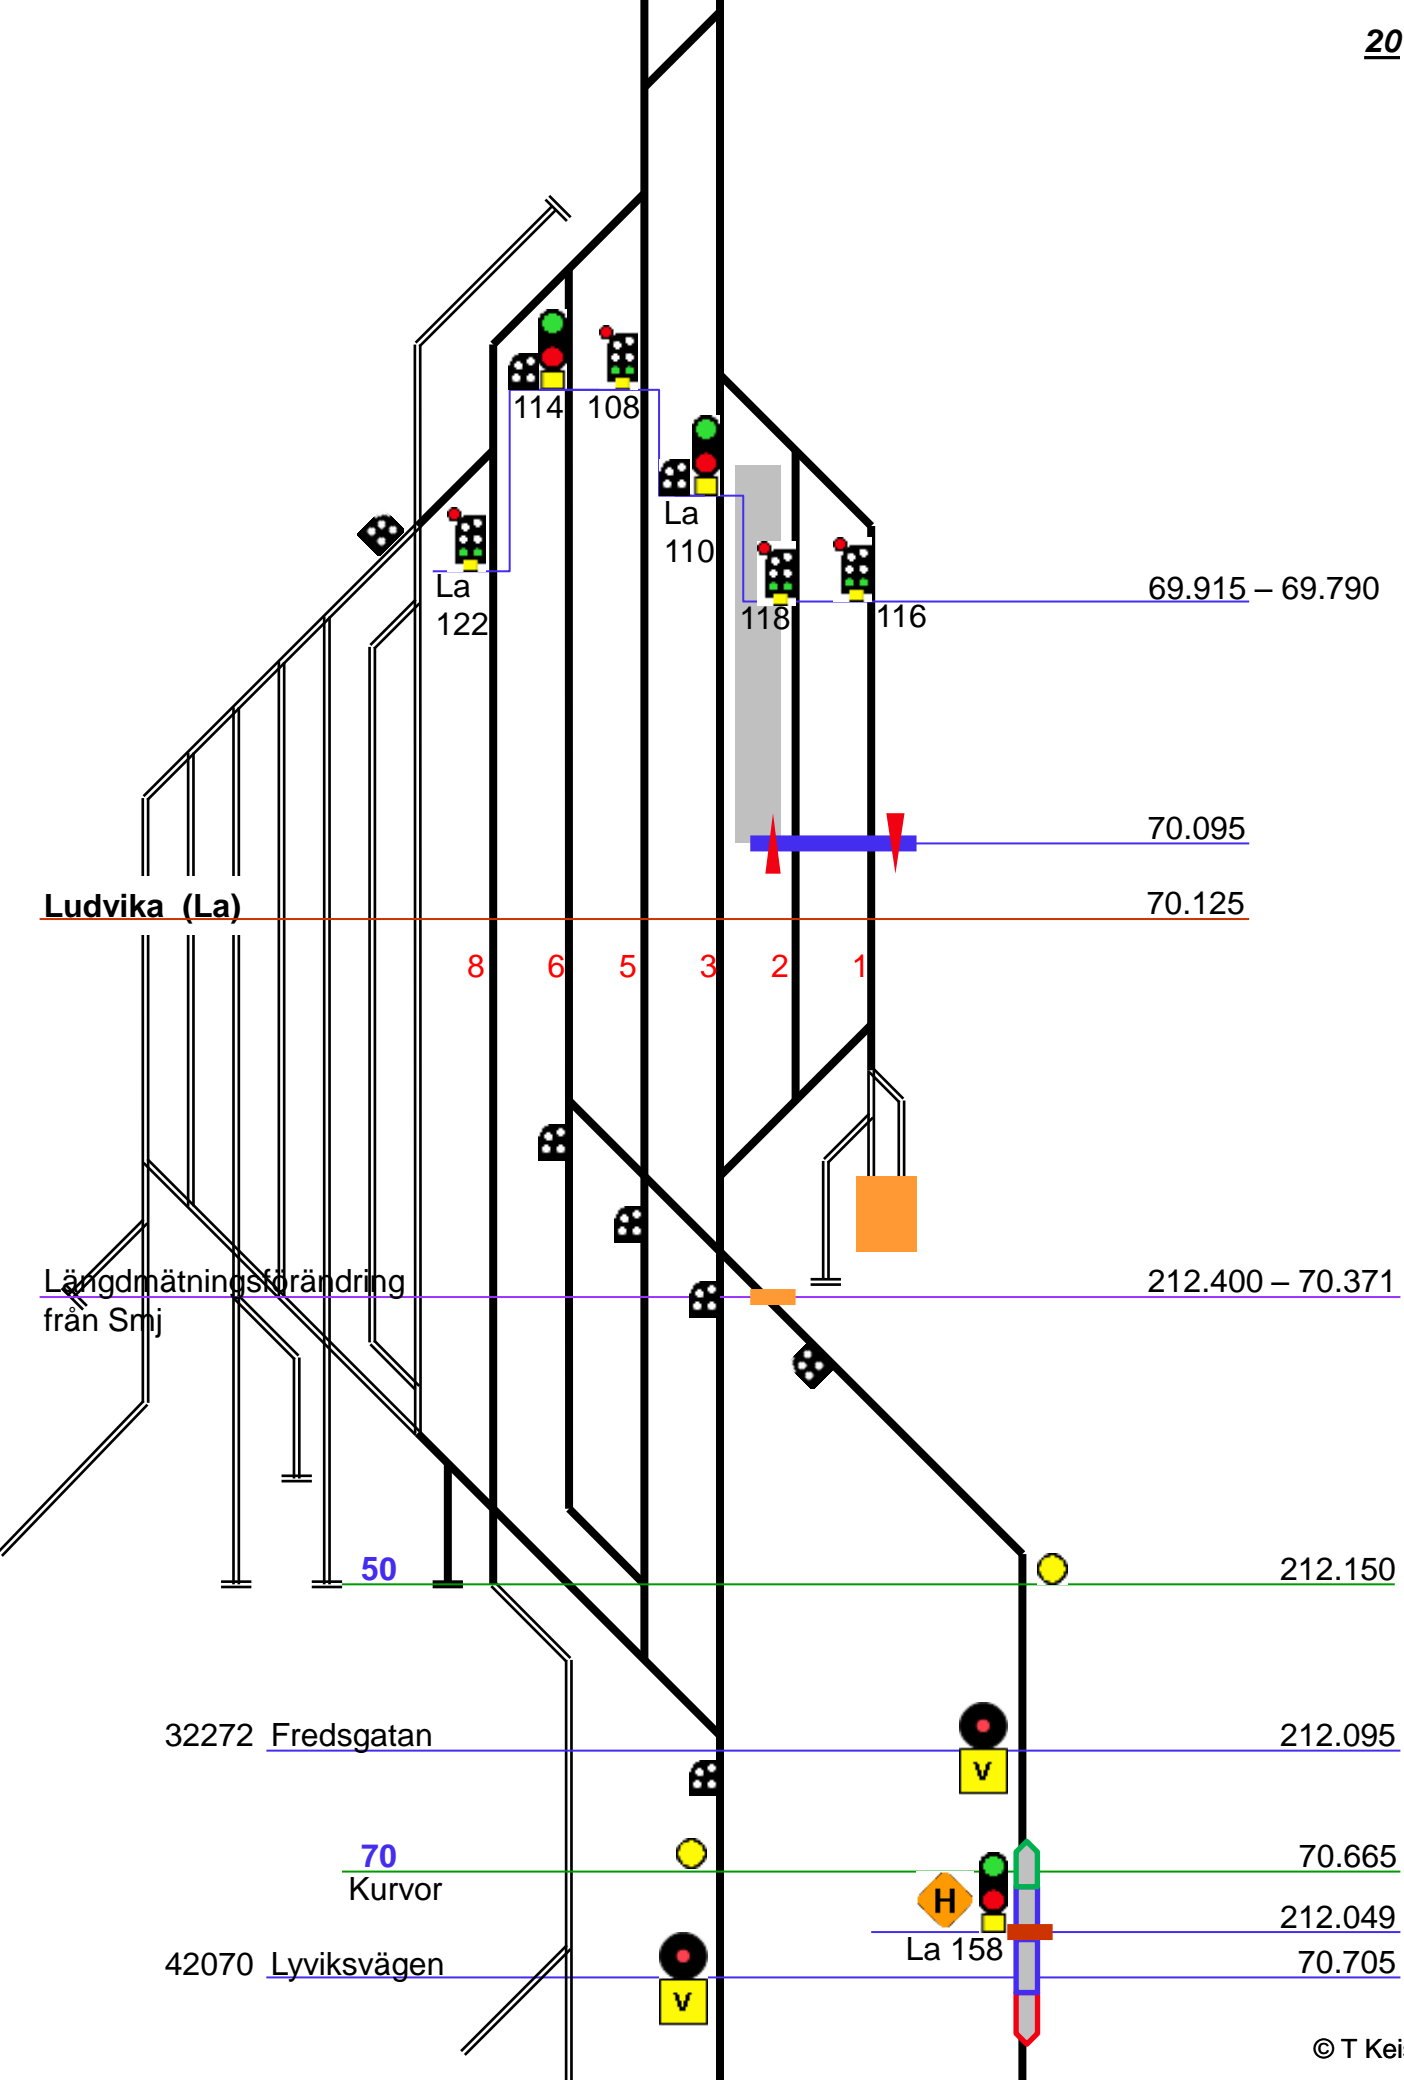 20
114 108
La
110
La
122
118 116
69.915 – 69.790
70.095
Ludvika (La) 70.125
8 6 5 3 2 1
Längdmätningsförändring 212.400 – 70.371
från Smj
50 212.150
32272 Fredsgatan 212.095
V
70 70.665
Kurvor
H
212.049
La 158
42070 Lyviksvägen 70.705
V
© T Keis